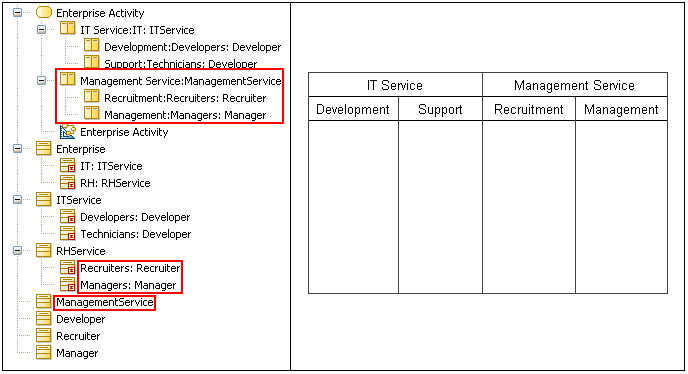 Enterprise Activity
IT Service:IT: ITService
Development:Developers: Developer
Support:Technicians: Developer
Management Service:ManagementService
Recruitment:Recruiters: Recruiter
Management:Managers: Manager
Enterprise Activity
Enterprise
IT: ITService
RH: RHService
ITService
Developers: Developer
Technicians: Developer
RHService
Recruiters: Recruiter
Managers: Manager
ManagementService
Developer
Recruiter
Manager
IT Service Management Service
Development Support Recruitment Management